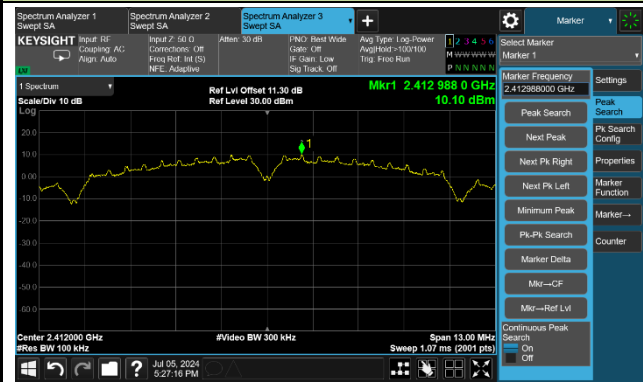 Spectrum Analyzer 1
Swept SA
Spectrum Analyzer 2
Swept SA
Spectrum Analyzer 3
Swept SA
+
Marker
KEYSIGHT
Input: RF
Coupling: AC
Align: Auto
Input Z: 50 Ω
Corrections: Off
Freq Ref: Int (S)
NFE: Adaptive
Atten: 30 dB
PNO: Best Wide
Gate: Off
IF Gain: Low
Sig Track: Off
Avg Type: Log-Power
Avg|Hold:>100/100
Trig: Free Run
1 2 3 4 5 6
M W W W W W
P N N N N N
LV
Select Marker
Marker 1
1 Spectrum
Scale/Div 10 dB
Log
Ref Lvl Offset 11.30 dB
Ref Level 30.00 dBm
Mkr1 2.412 988 0 GHz
10.10 dBm
1
20.0
10.0
0.00
-10.0
-20.0
-30.0
-40.0
-50.0
-60.0
Center 2.412000 GHz
#Res BW 100 kHz
#Video BW 300 kHz
Span 13.00 MHz
Sweep 1.07 ms (2001 pts)
Marker Frequency
2.412988000 GHz
Peak Search
Next Peak
Next Pk Right
Next Pk Left
Minimum Peak
Pk-Pk Search
Marker Delta
Mkr→CF
Mkr→Ref Lvl
Continuous Peak
Search
On
Off
Settings
Peak
Search
Pk Search
Config
Properties
Marker
Function
Marker→
Counter
?
Jul 05, 2024
5:27:16 PM